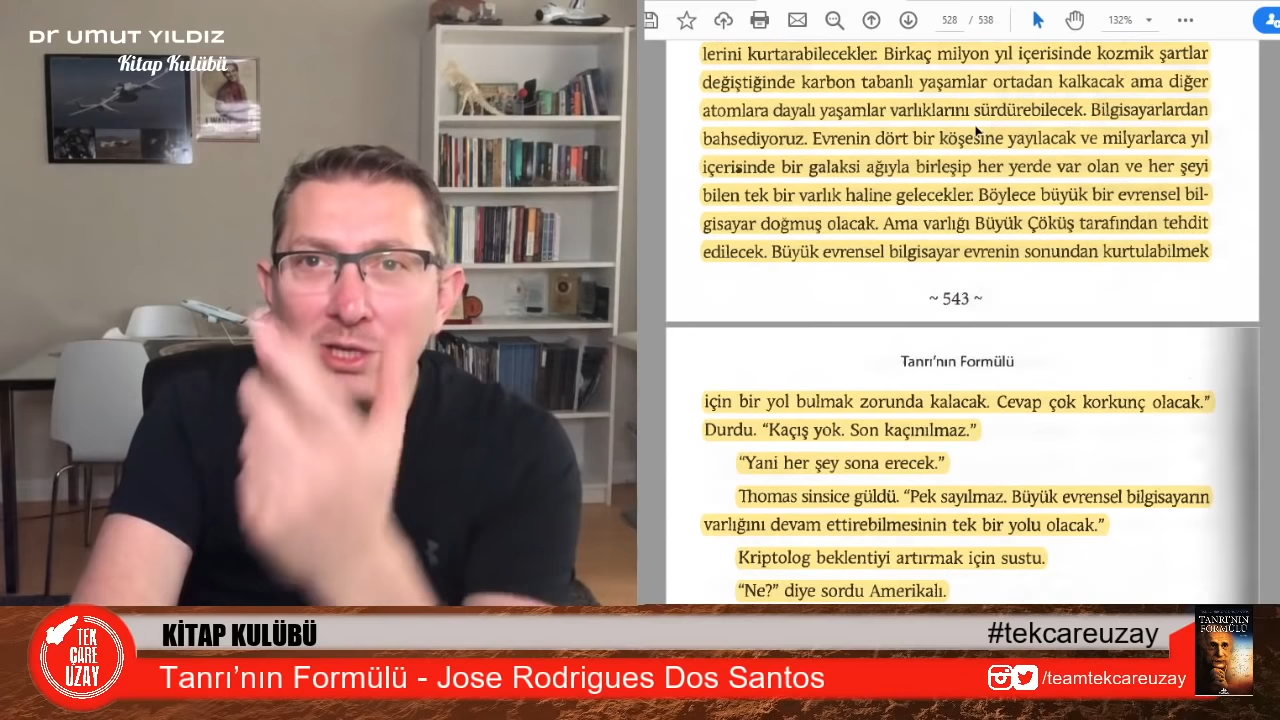 Dr UMUT YILDIZ
Kitap Kulübü
528 / 538
132%
lerini kurtarabilecekler. Birkaç milyon yıl içerisinde kozmik şartlar
değiştiğinde karbon tabanlı yaşamlar ortadan kalkacak ama diğer
atomlara dayalı yaşamlar varlıklarını sürdürebilecek. Bilgisayarlardan
bahsediyoruz. Evrenin dört bir köşesine yayılacak ve milyarlarca yıl
içerisinde bir galaksi ağıyla birleşip her yerde var olan ve her şeyi
bilen tek bir varlık haline gelecekler. Böylece büyük bir evrensel bil-
gisayar doğmuş olacak. Ama varlığı Büyük Çöküş tarafından tehdit
edilecek. Büyük evrensel bilgisayar evrenin sonundan kurtulabilmek
~ 543 ~
Tanrı’nın Formülü
için bir yol bulmak zorunda kalacak. Cevap çok korkunç olacak.”
Durdu. “Kaçış yok. Son kaçınılmaz.”
“Yani her şey sona erecek.”
Thomas sinsice güldü. “Pek sayılmaz. Büyük evrensel bilgisayarın
varlığını devam ettirebilmesinin tek bir yolu olacak.”
Kriptolog beklentiyi artırmak için sustu.
“Ne?” diye sordu Amerikalı.
TEK
ÇARE
UZAY
KİTAP KULÜBÜ
#tekcareuzay
Tanrı’nın Formülü - Jose Rodrigues Dos Santos
/teamtekcareuzay
TANRI'NIN
FORMÜLÜ